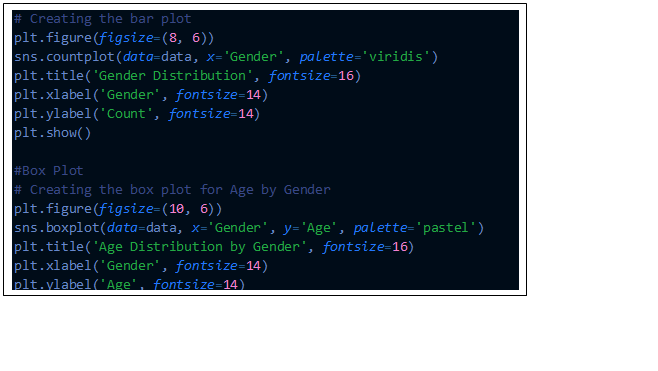 # Creating the bar plot
plt.figure(figsize=(8, 6))
sns.countplot(data=data, x='Gender', palette='viridis')
plt.title('Gender Distribution', fontsize=16)
plt.xlabel('Gender', fontsize=14)
plt.ylabel('Count', fontsize=14)
plt.show()
#Box Plot
# Creating the box plot for Age by Gender
plt.figure(figsize=(10, 6))
sns.boxplot(data=data, x='Gender', y='Age', palette='pastel')
plt.title('Age Distribution by Gender', fontsize=16)
plt.xlabel('Gender', fontsize=14)
plt.ylabel('Age', fontsize=14)